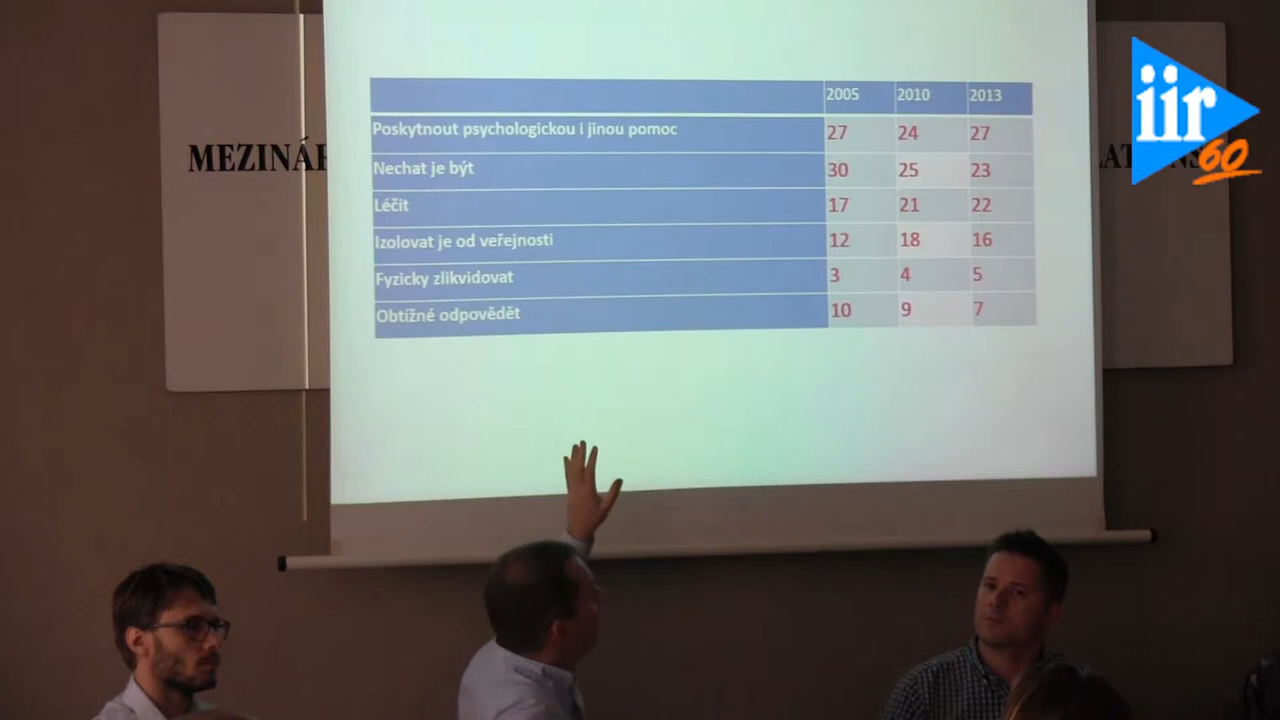 2005 2010 2013
Poskytnout psychologickou i jinou pomoc 27 24 27
Nechat je být 30 25 23
Léčit 17 21 22
Izolovat je od veřejnosti 12 18 16
Fyzicky zlikvidovat 3 4 5
Obtížné odpovědět 10 9 7
MEZINÁR
iir
60